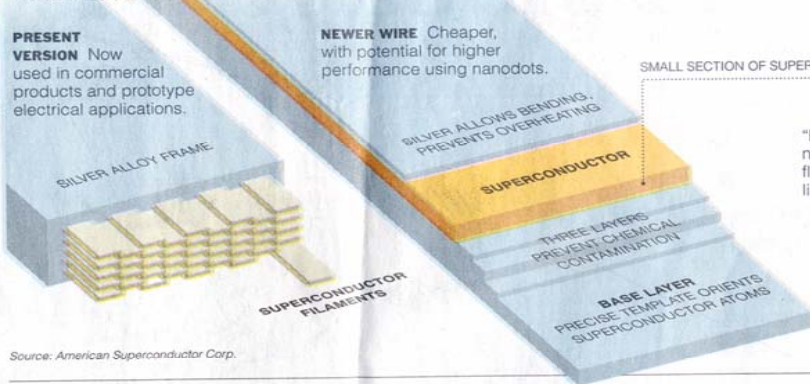 PRESENT
VERSION Now
used in commercial
products and prototype
electrical applications.
NEWER WIRE Cheaper,
with potential for higher
performance using nanodots.
SMALL SECTION OF SUPER
SILVER ALLOWS BENDING,
PREVENTS OVERHEATING
SUPERCONDUCTOR
SILVER ALLOY FRAME
THREE LAYERS
PREVENT CHEMICAL
CONTAMINATION
BASE LAYER
PRECISE TEMPLATE ORIENTS
SUPERCONDUCTOR ATOMS
SUPERCONDUCTOR
FILAMENTS
Source: American Superconductor Corp.